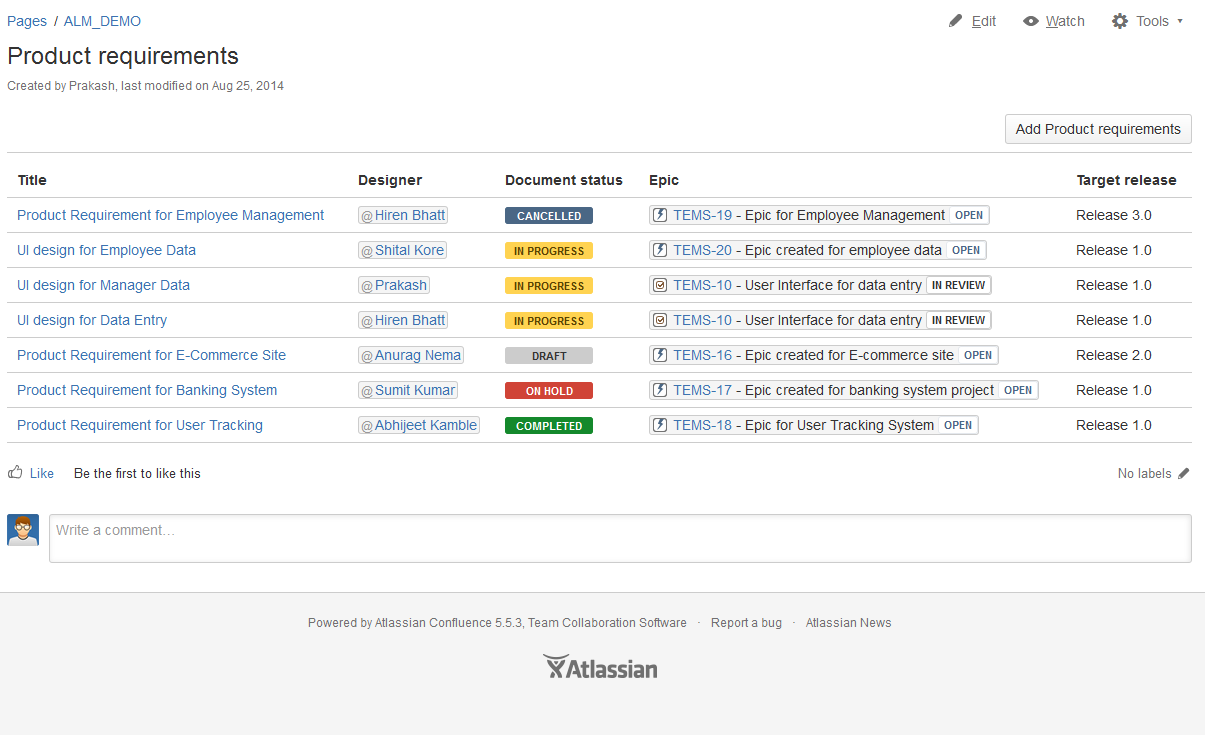 Pages / ALM_DEMO Edit Watch Tools
Product requirements
Created by Prakash, last modified on Aug 25, 2014
Add Product requirements
Title Designer Document status Epic Target release
Product Requirement for Employee Management @Hiren Bhatt CANCELLED TEMS-19 - Epic for Employee Management OPEN Release 3.0
UI design for Employee Data @Shital Kore IN PROGRESS TEMS-20 - Epic created for employee data OPEN Release 1.0
UI design for Manager Data @Prakash IN PROGRESS TEMS-10 - User Interface for data entry IN REVIEW Release 1.0
UI design for Data Entry @Hiren Bhatt IN PROGRESS TEMS-10 - User Interface for data entry IN REVIEW Release 1.0
Product Requirement for E-Commerce Site @Anurag Nema DRAFT TEMS-16 - Epic created for E-commerce site OPEN Release 2.0
Product Requirement for Banking System @Sumit Kumar ON HOLD TEMS-17 - Epic created for banking system project OPEN Release 1.0
Product Requirement for User Tracking @Abhijeet Kamble COMPLETED TEMS-18 - Epic for User Tracking System OPEN Release 1.0
Like Be the first to like this No labels
Write a comment...
Powered by Atlassian Confluence 5.5.3, Team Collaboration Software · Report a bug · Atlassian News
Atlassian